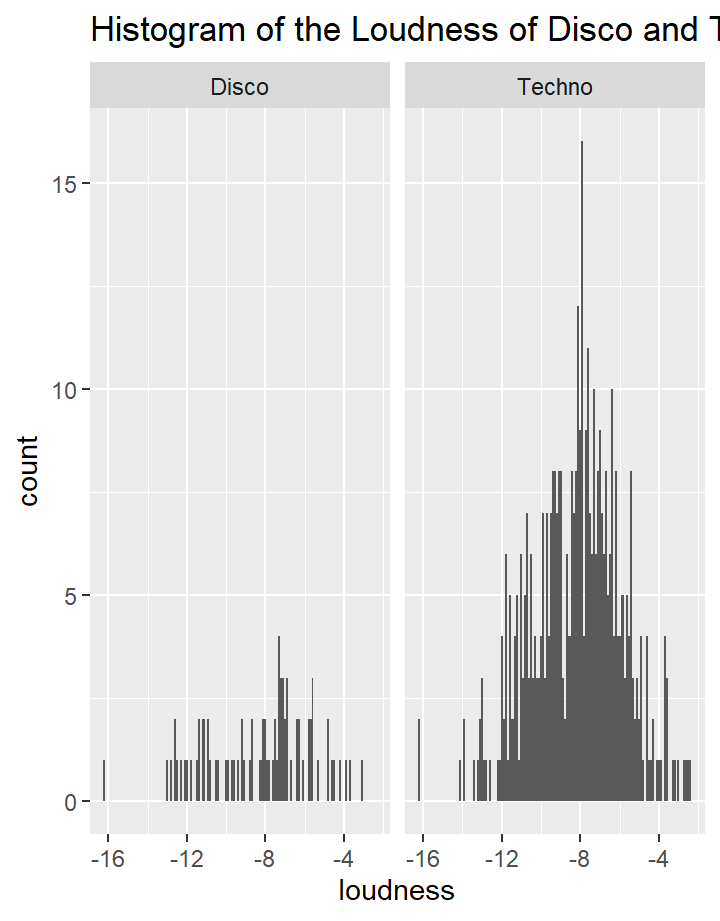 Histogram of the Loudness of Disco and
Disco Techno
15
10
5
0
count
-16 -12 -8 -4 -16 -12 -8 -4
loudness